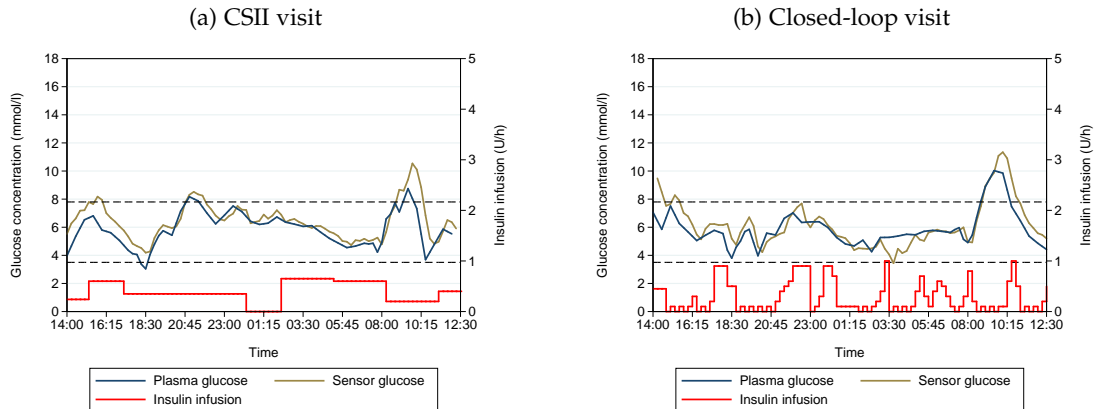 (a) CSII visit
Glucose concentration (mmol/l)
18
16
14
12
10
8
6
4
2
0
5
4
3
2
1
0
Insulin infusion (U/h)
14:00 16:15 18:30 20:45 23:00 01:15 03:30 05:45 08:00 10:15 12:30
Time
Plasma glucose Sensor glucose
Insulin infusion
(b) Closed-loop visit
Glucose concentration (mmol/l)
18
16
14
12
10
8
6
4
2
0
5
4
3
2
1
0
Insulin infusion (U/h)
14:00 16:15 18:30 20:45 23:00 01:15 03:30 05:45 08:00 10:15 12:30
Time
Plasma glucose Sensor glucose
Insulin infusion